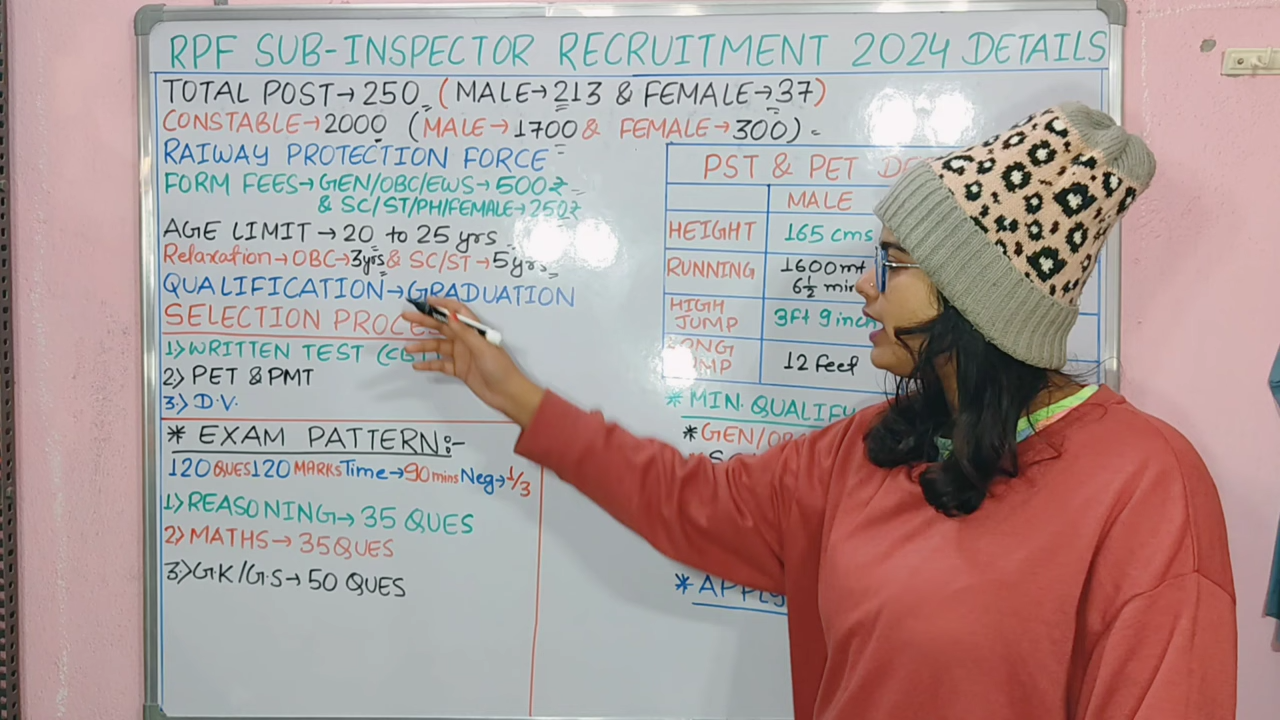 RPF SUB-INSPECTOR RECRUITMENT 2024 DETAILS
TOTAL POST→250 (MALE→213 & FEMALE→37)
CONSTABLE→2000 (MALE→1700 & FEMALE→300)
RAIWAY PROTECTION FORCE
FORM FEES→GEN/OBC/EWS→500₹
& SC/ST/PH/FEMALE→250₹
AGE LIMIT→20 to 25 yrs
Relaxation→OBC→3yrs & SC/ST→5yrs
QUALIFICATION→GRADUATION
SELECTION
1) WRITTEN TEST
2) PET & PMT
3) D.V.
* EXAM PATTERN:-
120 QUES 120 MARKS Time→90 mins Neg→1/3
1) REASONING→35 QUES
2) MATHS→35 QUES
3) G.K/G.S→50 QUES
PST & PET
MALE
HEIGHT 165 cms
RUNNING 1600mt
6½ min
HIGH JUMP 3ft 9 inch
12 Feet
* MIN. QUALIFY
* GEN/
* APPLY